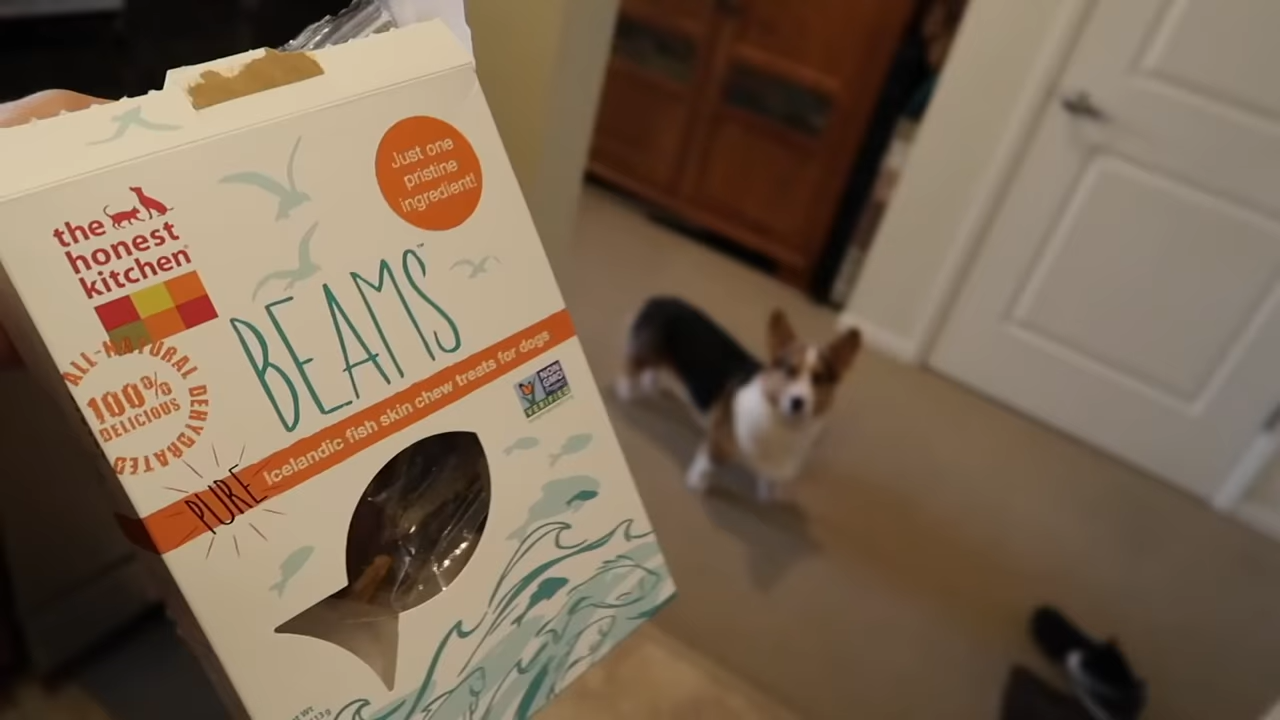 Just one
pristine
ingredient!
the
honest
kitchen®
BEAMS™
ALL-NATURAL DEHYDRATED
100%
DELICIOUS
PURE Icelandic fish skin chew treats for dogs
NON
GMO
VERIFIED